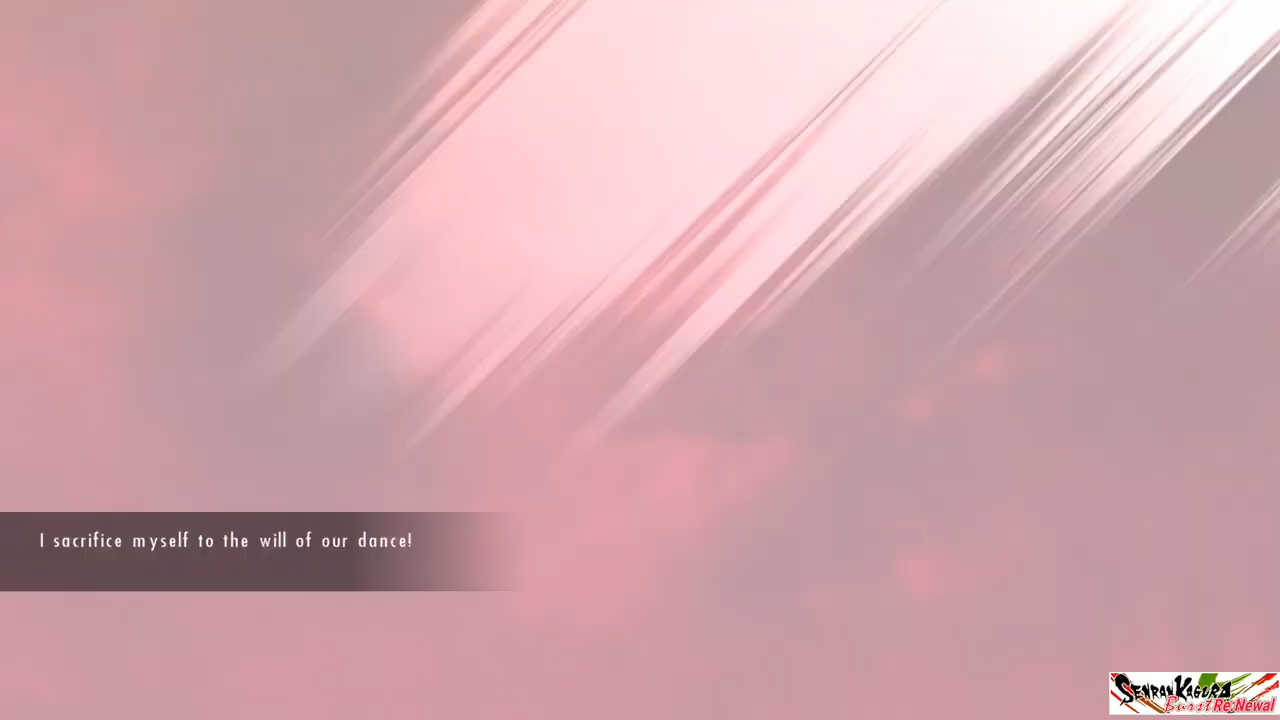 I sacrifice myself to the will of our dance!
SENRAN KAGURA
Burst Re:Newal